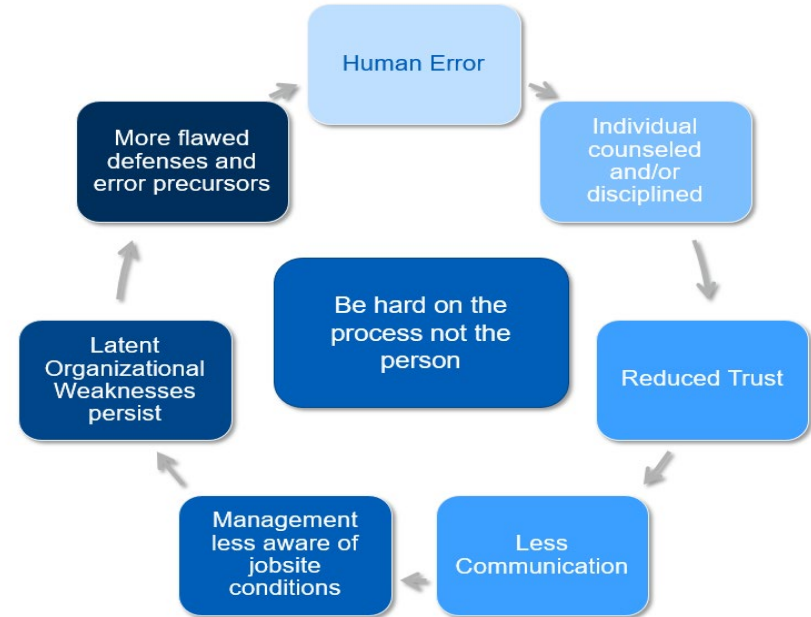 Human Error
Individual
counseled
and/or
disciplined
Reduced Trust
Less
Communication
Management
less aware of
jobsite
conditions
Latent
Organizational
Weaknesses
persist
More flawed
defenses and
error precursors
Be hard on the
process not the
person